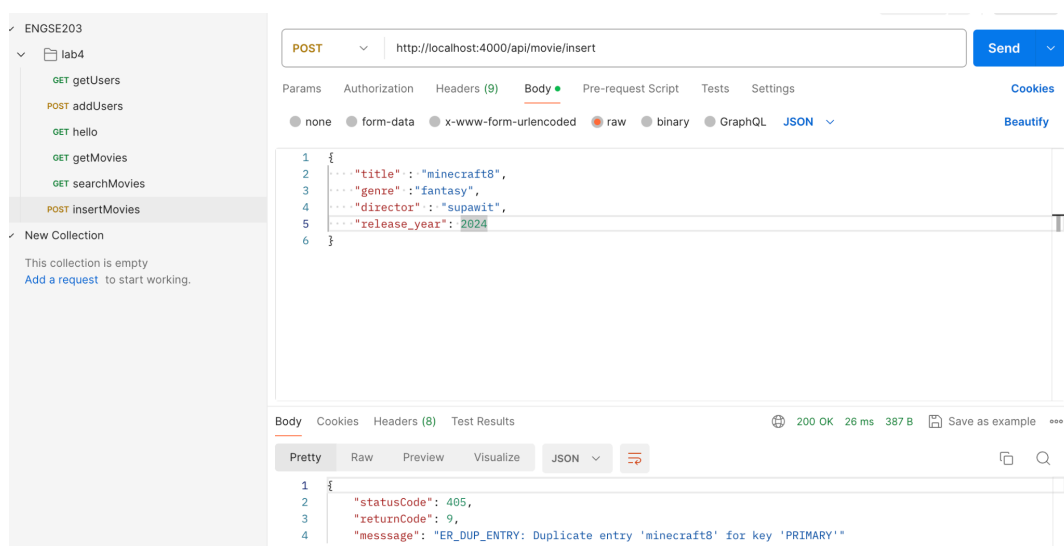 ENGSE203
lab4
GET getUsers
POST addUsers
GET hello
GET getMovies
GET searchMovies
POST insertMovies
New Collection
This collection is empty
Add a request to start working.
POST http://localhost:4000/api/movie/insert Send
Params Authorization Headers (9) Body Pre-request Script Tests Settings Cookies
none form-data x-www-form-urlencoded raw binary GraphQL JSON Beautify
1 {
2 "title" : "minecraft8",
3 "genre" :"fantasy",
4 "director" : "supawit",
5 "release_year": 2024
6 }
Body Cookies Headers (8) Test Results 200 OK 26 ms 387 B Save as example
Pretty Raw Preview Visualize JSON
1 {
2 "statusCode": 405,
3 "returnCode": 9,
4 "messsage": "ER_DUP_ENTRY: Duplicate entry 'minecraft8' for key 'PRIMARY'"